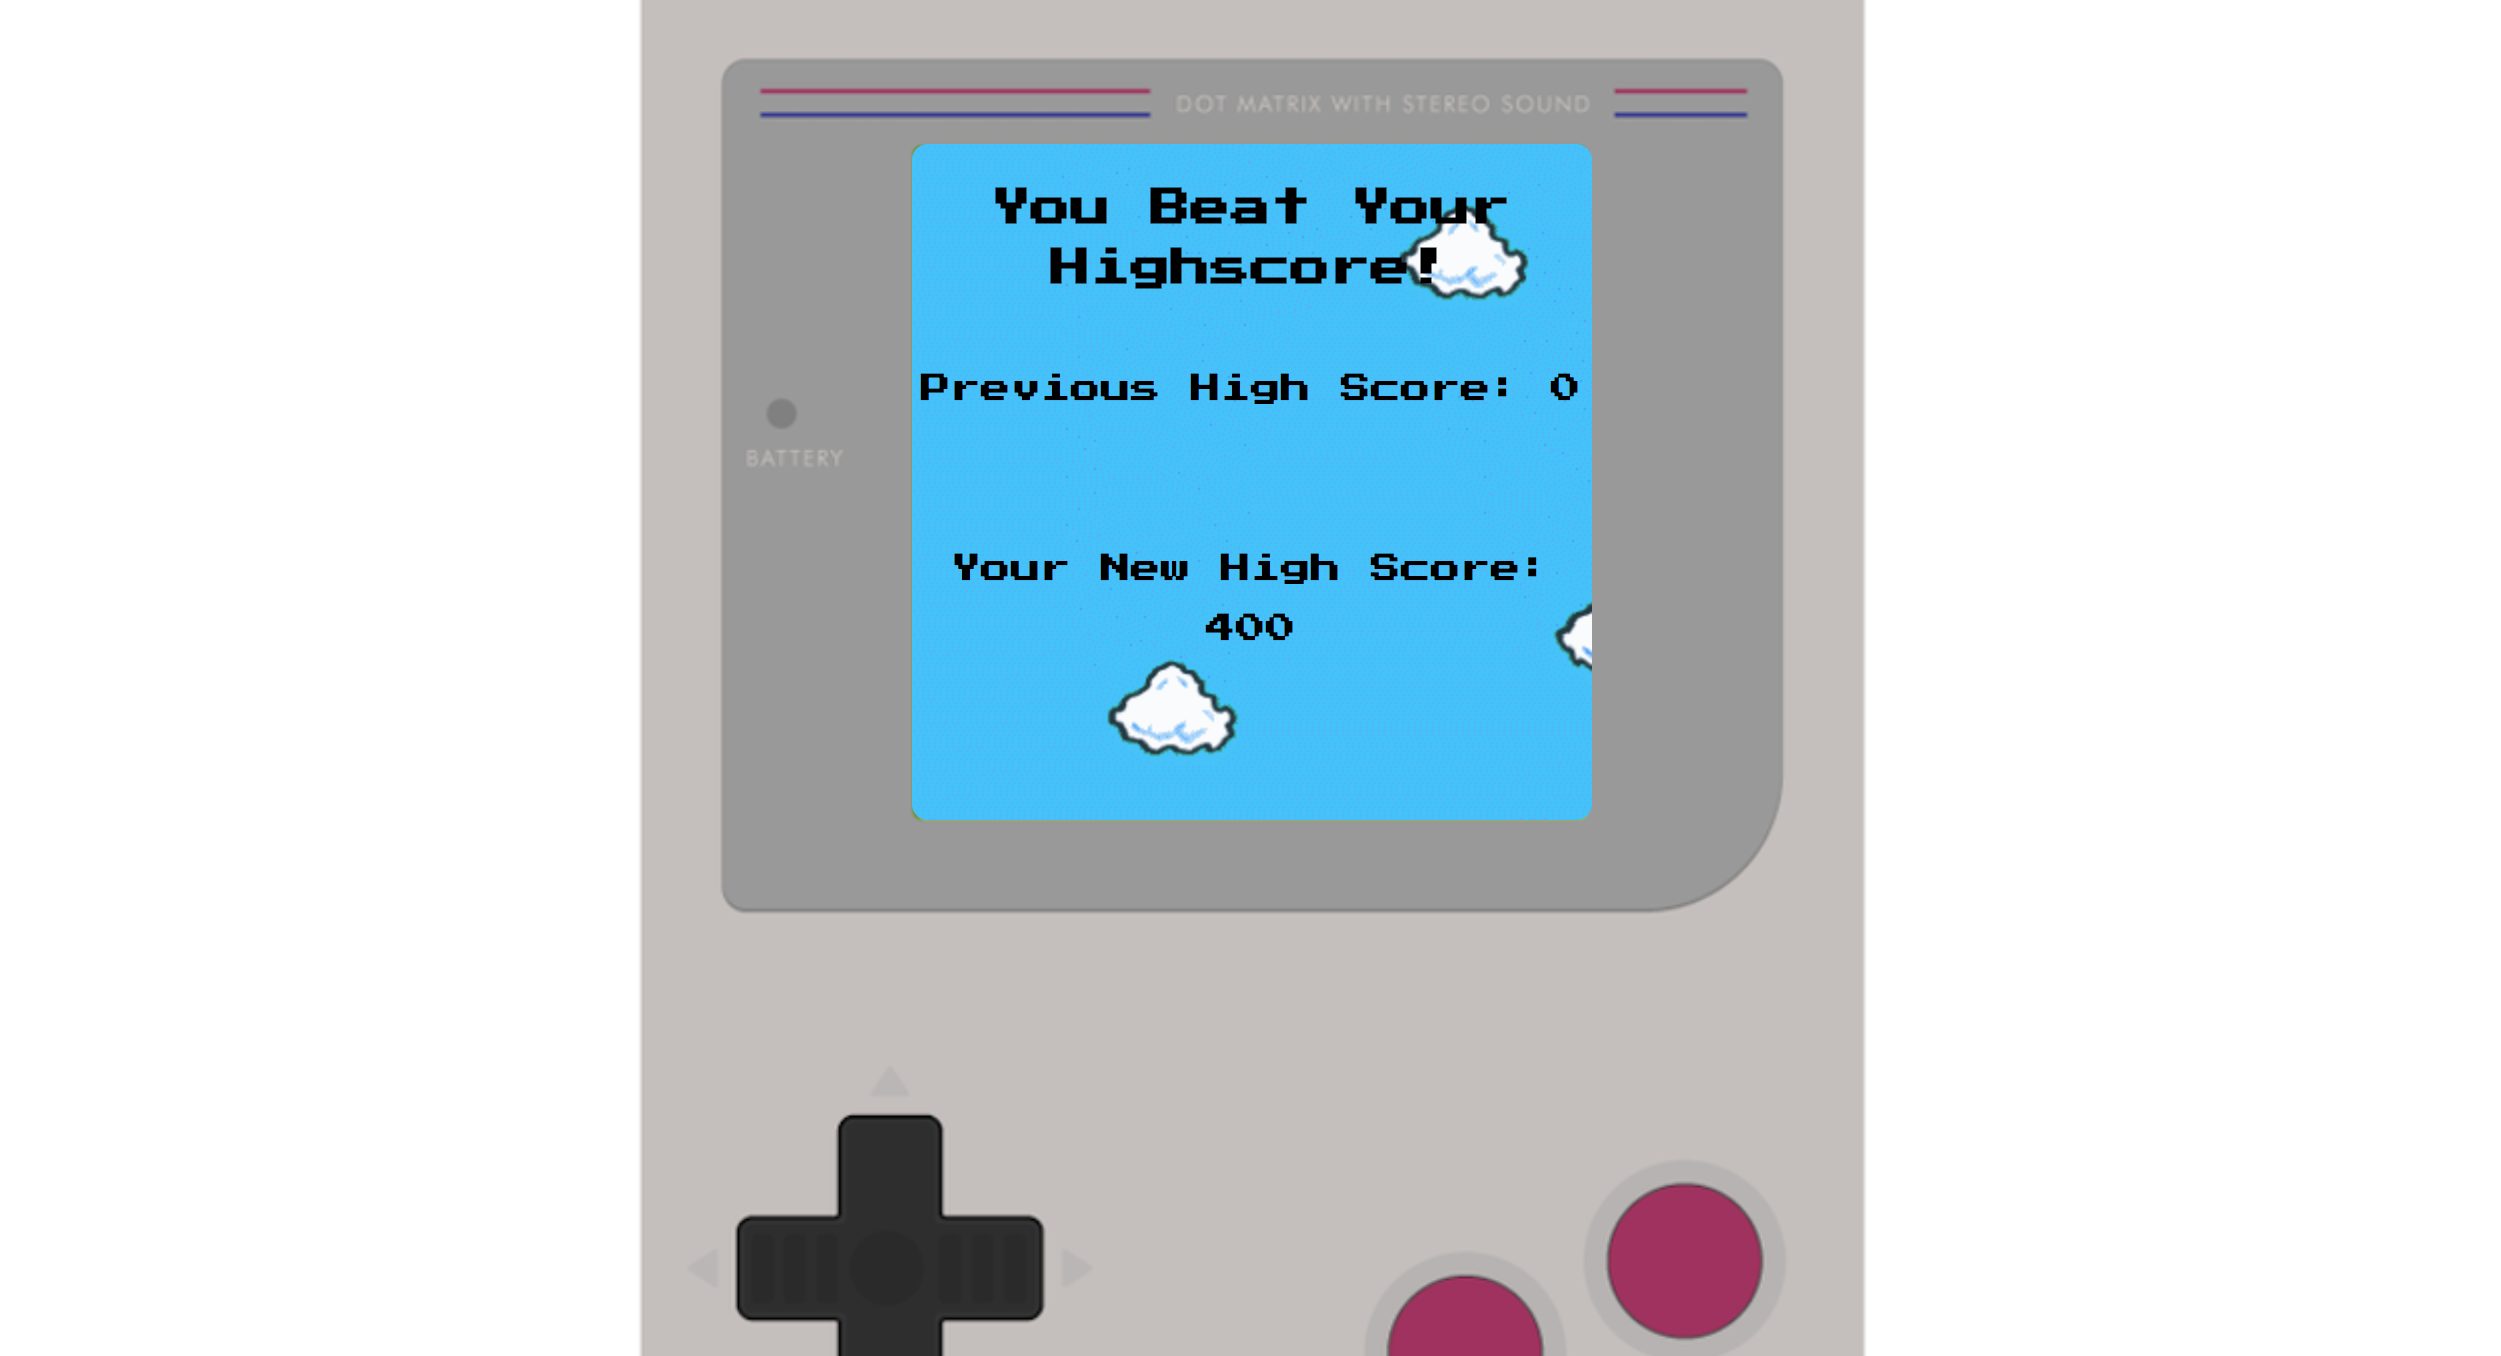 DOT MATRIX WITH STEREO SOUND
You Beat Your
Highscore!
Previous High Score: 0
BATTERY
Your New High Score:
400